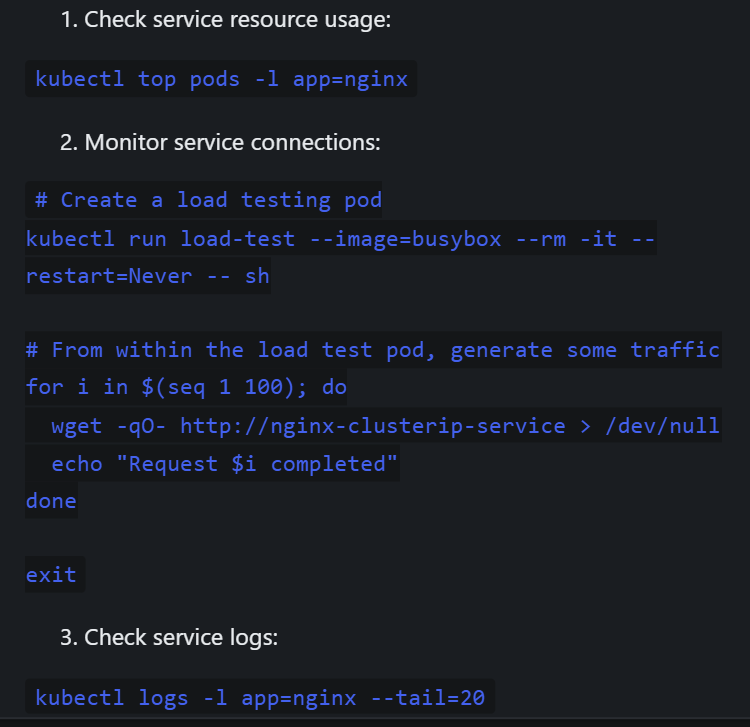 1. Check service resource usage:
kubectl top pods -l app=nginx
2. Monitor service connections:
# Create a load testing pod
kubectl run load-test --image=busybox --rm -it --
restart=Never -- sh
# From within the load test pod, generate some traffic
for i in $(seq 1 100); do
  wget -qO- http://nginx-clusterip-service > /dev/null
  echo "Request $i completed"
done
exit
3. Check service logs:
kubectl logs -l app=nginx --tail=20